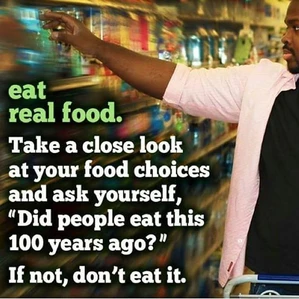 eat
real food.
Take a close look
at your food choices
and ask yourself,
“Did people eat this
100 years ago?”
If not, don’t eat it.